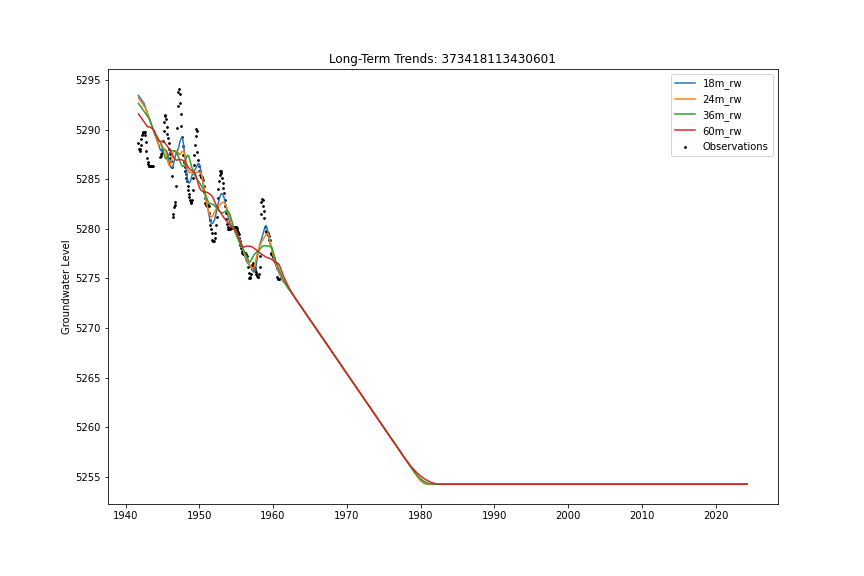 Long-Term Trends: 373418113430601
18m_rw
24m_rw
36m_rw
60m_rw
Observations
Groundwater Level
5295
5290
5285
5280
5275
5270
5265
5260
5255
1940 1950 1960 1970 1980 1990 2000 2010 2020